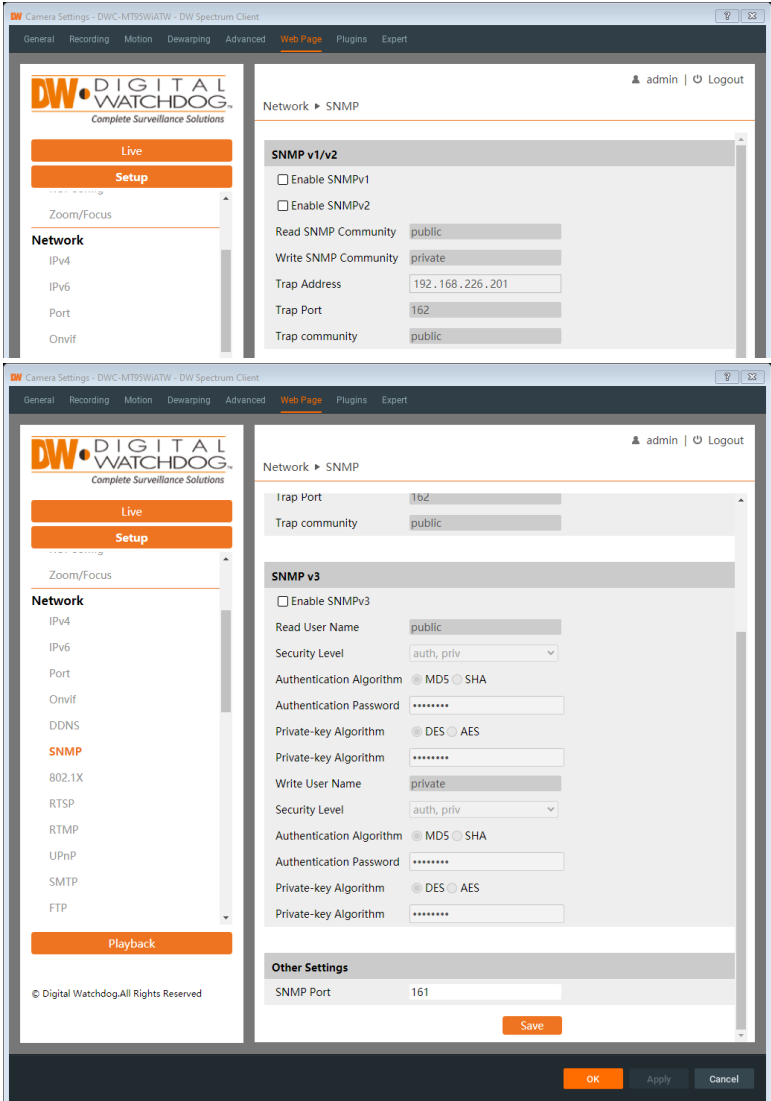 DW Camera Settings - DWC-MT95WiATW - DW Spectrum Client
General Recording Motion Dewarping Advanced Web Page Plugins Expert
DW DIGITAL WATCHDOG
Complete Surveillance Solutions
admin | Logout
Network ▸ SNMP
Live
Setup
Zoom/Focus
Network
IPv4
IPv6
Port
Onvif
SNMP v1/v2
Enable SNMPv1
Enable SNMPv2
Read SNMP Community public
Write SNMP Community private
Trap Address 192.168.226.201
Trap Port 162
Trap community public
DW Camera Settings - DWC-MT95WiATW - DW Spectrum Client
General Recording Motion Dewarping Advanced Web Page Plugins Expert
DW DIGITAL WATCHDOG
Complete Surveillance Solutions
admin | Logout
Network ▸ SNMP
Live
Setup
Zoom/Focus
Network
IPv4
IPv6
Port
Onvif
DDNS
SNMP
802.1X
RTSP
RTMP
UPnP
SMTP
FTP
Playback
© Digital Watchdog.All Rights Reserved
Trap Port 162
Trap community public
SNMP v3
Enable SNMPv3
Read User Name public
Security Level auth, priv
Authentication Algorithm MD5 SHA
Authentication Password ••••••••
Private-key Algorithm DES AES
Private-key Algorithm ••••••••
Write User Name private
Security Level auth, priv
Authentication Algorithm MD5 SHA
Authentication Password ••••••••
Private-key Algorithm DES AES
Private-key Algorithm ••••••••
Other Settings
SNMP Port 161
Save
OK Apply Cancel